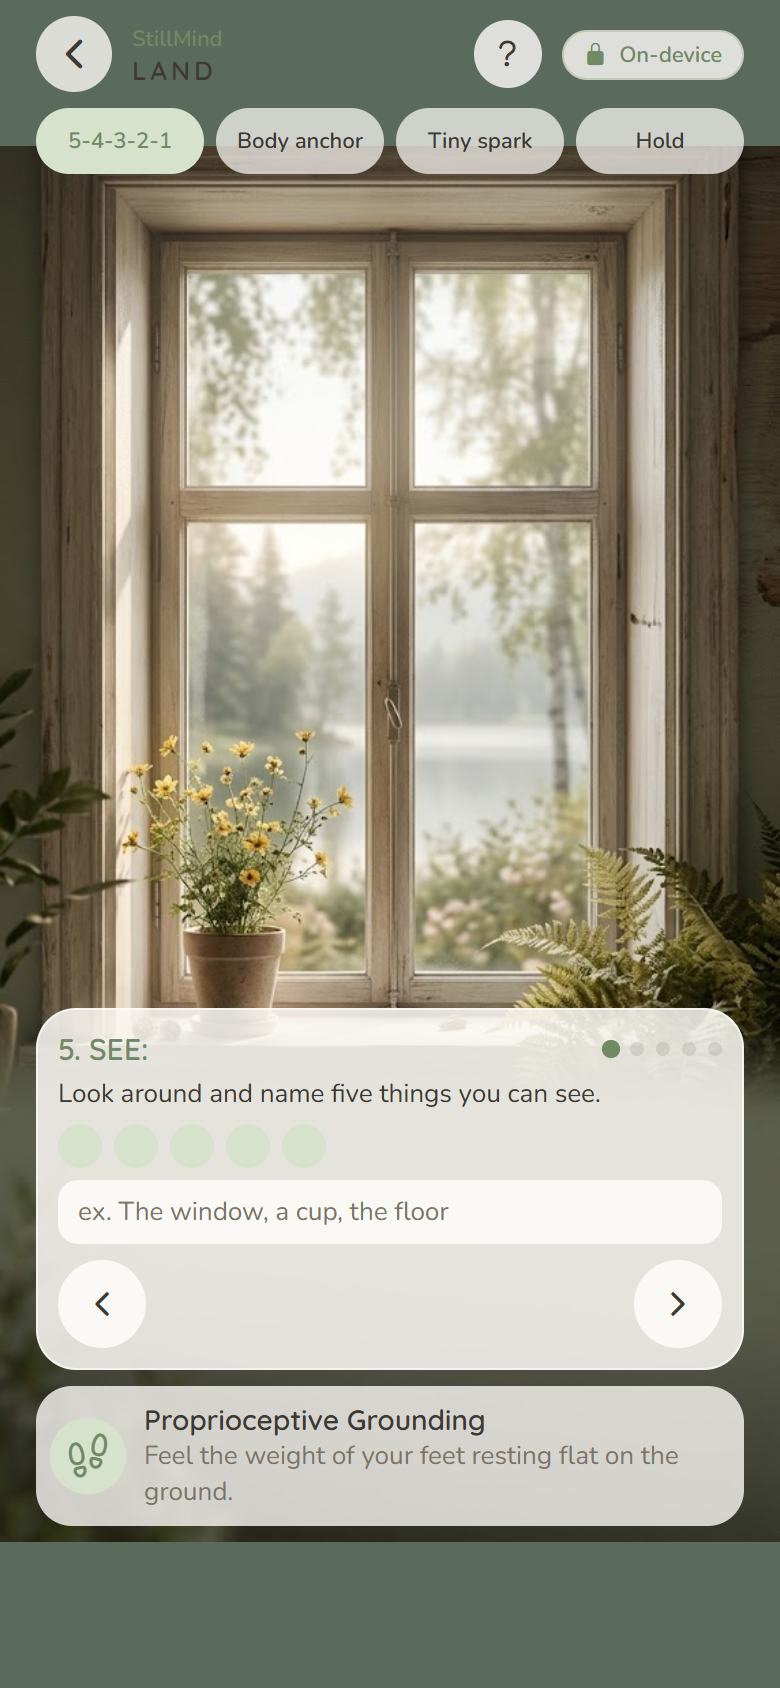 StillMind
LAND
?
On-device
5-4-3-2-1
Body anchor
Tiny spark
Hold
5. SEE:
Look around and name five things you can see.
ex. The window, a cup, the floor
Proprioceptive Grounding
Feel the weight of your feet resting flat on the
ground.